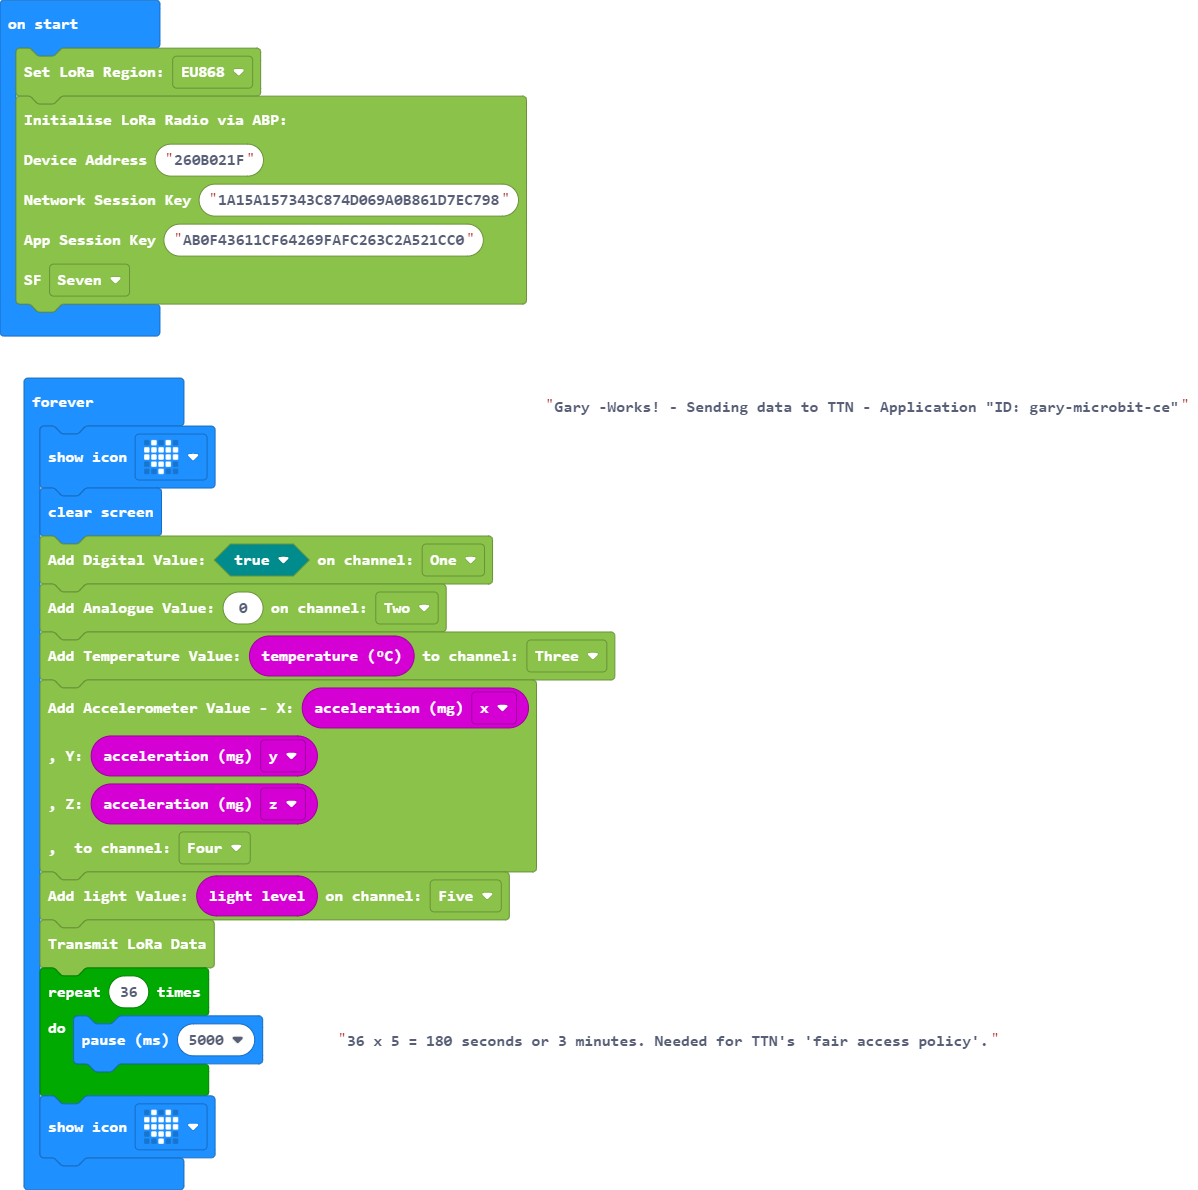 on start
Set LoRa Region: EU868
Initialise LoRa Radio via ABP:
Device Address "260B021F"
Network Session Key "1A15A157343C874D069A0B861D7EC798"
App Session Key "AB0F43611CF64269FAFC263C2A521CC0"
SF Seven
forever
"Gary -Works! - Sending data to TTN - Application "ID: gary-microbit-ce""
show icon
clear screen
Add Digital Value: true on channel: One
Add Analogue Value: 0 on channel: Two
Add Temperature Value: temperature (ºC) to channel: Three
Add Accelerometer Value - X: acceleration (mg) x
, Y: acceleration (mg) y
, Z: acceleration (mg) z
, to channel: Four
Add light Value: light level on channel: Five
Transmit LoRa Data
repeat 36 times
do pause (ms) 5000
"36 x 5 = 180 seconds or 3 minutes. Needed for TTN's 'fair access policy'."
show icon